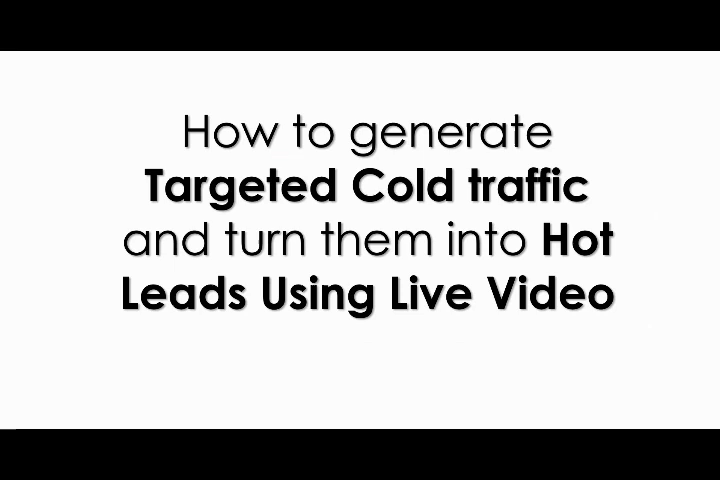 How to generate
Targeted Cold traffic
and turn them into Hot
Leads Using Live Video